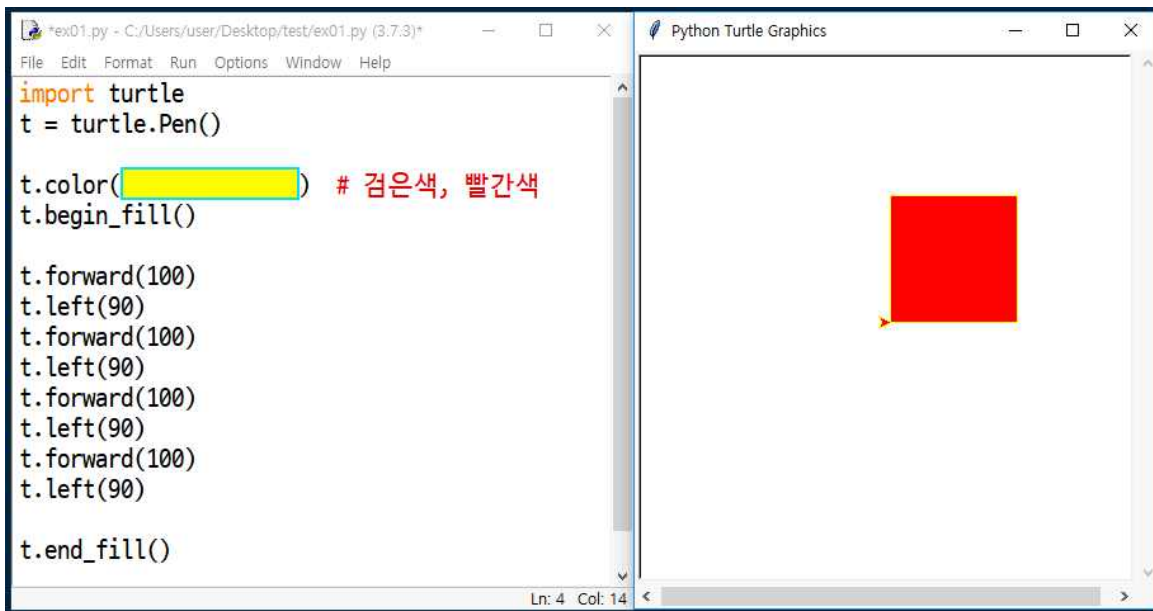 *ex01.py - C:/Users/user/Desktop/test/ex01.py (3.7.3)*
File Edit Format Run Options Window Help
import turtle
t = turtle.Pen()
t.color( ) # 검은색, 빨간색
t.begin_fill()
t.forward(100)
t.left(90)
t.forward(100)
t.left(90)
t.forward(100)
t.left(90)
t.forward(100)
t.left(90)
t.end_fill()
Ln: 4 Col: 14
Python Turtle Graphics